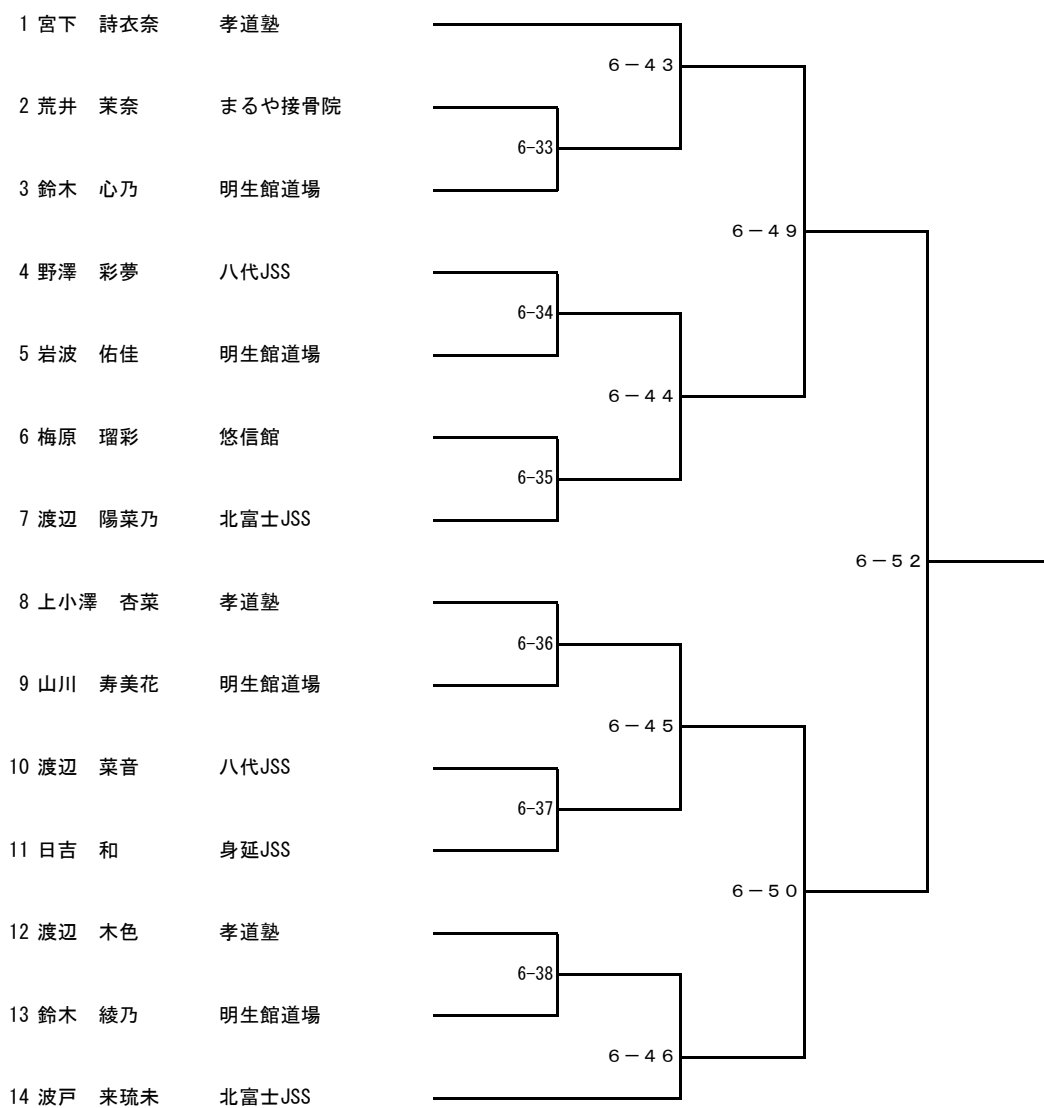 1 宮下　詩衣奈　孝道塾
6－43
2 荒井　茉奈　まるや接骨院
6-33
3 鈴木　心乃　明生館道場
6－49
4 野澤　彩夢　八代JSS
6-34
5 岩波　佑佳　明生館道場
6－44
6 梅原　瑠彩　悠信館
6-35
7 渡辺　陽菜乃　北富士JSS
6－52
8 上小澤　杏菜　孝道塾
6-36
9 山川　寿美花　明生館道場
6－45
10 渡辺　菜音　八代JSS
6-37
11 日吉　和　身延JSS
6－50
12 渡辺　木色　孝道塾
6-38
13 鈴木　綾乃　明生館道場
6－46
14 波戸　来琉未　北富士JSS